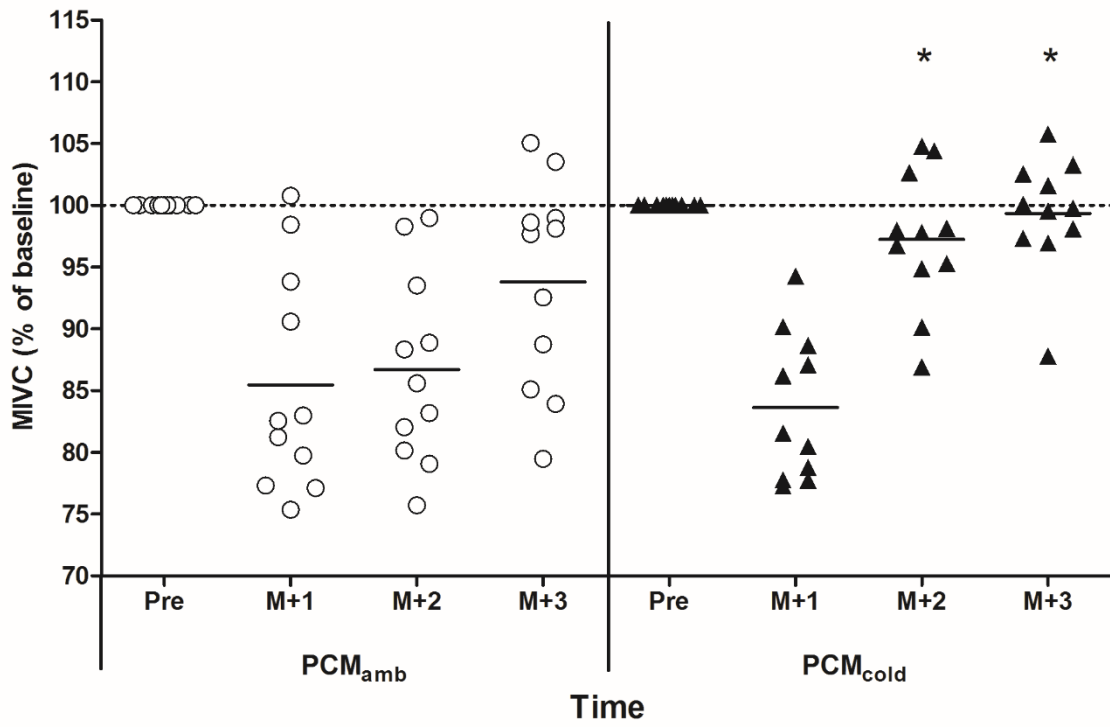 MIVC (% of baseline)
115
110
105
100
95
90
85
80
75
70
* *
Pre M+1 M+2 M+3 Pre M+1 M+2 M+3
PCMamb PCMcold
Time